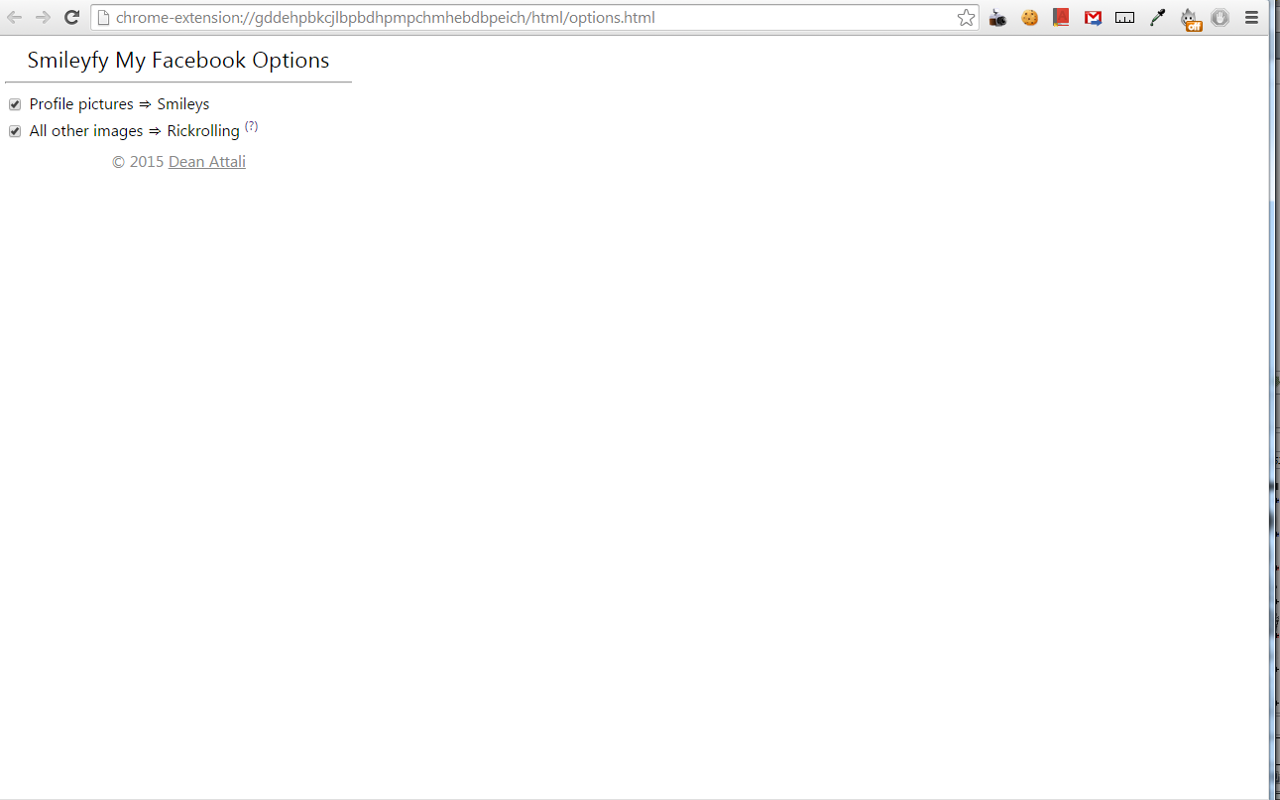 chrome-extension://gddehpbkcjlbpbdhpmpchmhebdbpeich/html/options.html
Gif
Smileyfy My Facebook Options
Profile pictures ⇒ Smileys
All other images ⇒ Rickrolling (?)
© 2015 Dean Attali